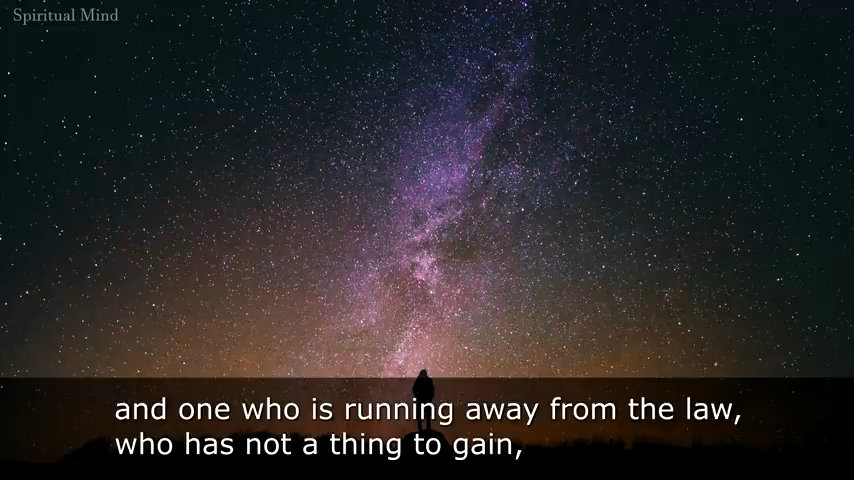 Spiritual Mind
and one who is running away from the law,
who has not a thing to gain,